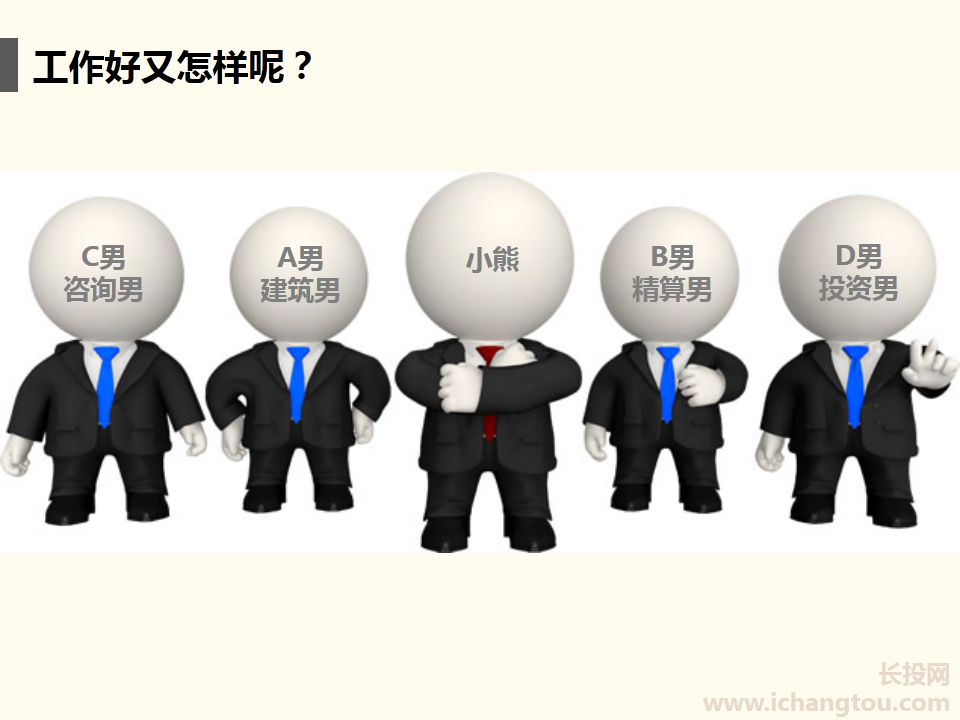 工作好又怎样呢？
C男
咨询男
A男
建筑男
小熊
B男
精算男
D男
投资男
长投网
www.ichangtou.com